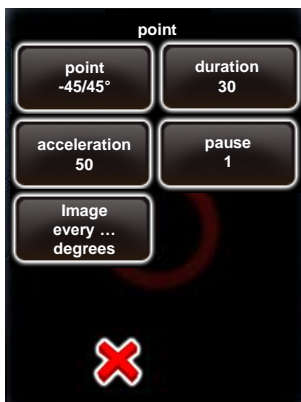 point
point
-45/45°
duration
30
acceleration
50
pause
1
Image
every ...
degrees